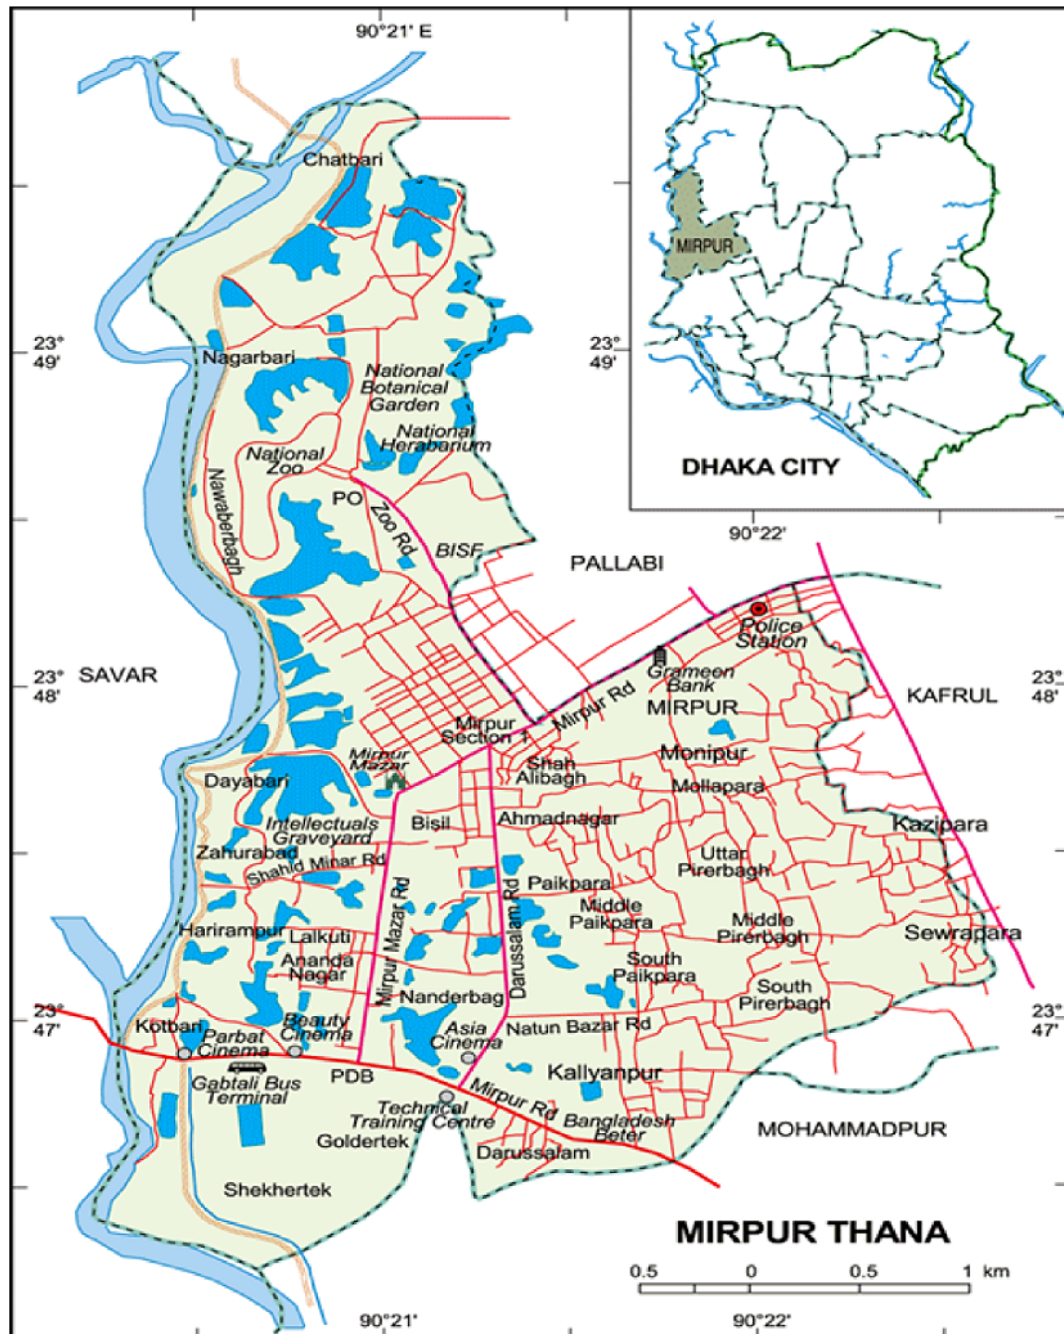 90°21' E
Chatbari
MIRPUR
23°
49'
23°
49'
Nagarbari
National
Botanical
Garden
National
Herabarium
National
Zoo
DHAKA CITY
Nawaberbagh
PO
Zoo Rd
90°22'
BISF
PALLABI
Police
Station
SAVAR
23°
48'
Grameen
Bank
23°
48'
KAFRUL
MIRPUR
Mirpur Rd
Mirpur
Section 1
Mirpur
Mazar
Monipur
Shah
Alibagh
Dayabari
Mollapara
Intellectuals
Graveyard
Bisil
Ahmadnagar
Kazipara
Zahurabad
Shahid Minar Rd
Uttar
Pirerbagh
Paikpara
Mirpur Mazar Rd
Darussalam Rd
Middle
Paikpara
Middle
Pirerbagh
Harirampur
Lalkuti
Sewrapara
Ananda
Nagar
South
Paikpara
South
Pirerbagh
Nanderbag
23°
47'
Kotbari
Beauty
Cinema
Asia
Cinema
Natun Bazar Rd
23°
47'
Parbat
Cinema
PDB
Kallyanpur
Gabtali Bus
Terminal
Mirpur Rd
Technical
Training Centre
Bangladesh
Beter
MOHAMMADPUR
Goldertek
Darussalam
Shekhertek
MIRPUR THANA
0.5 0 0.5 1 km
90°21'
90°22'